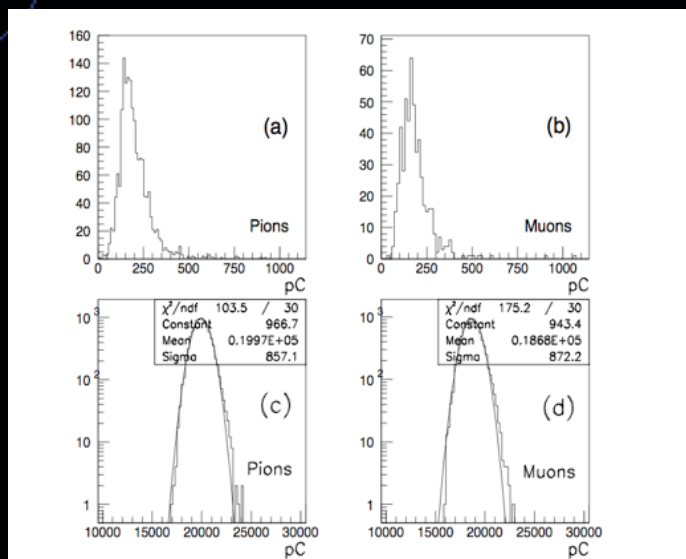 160
140
120
100
80
60
40
20
0
(a)
Pions
0 250 500 750 1000
pC
70
60
50
40
30
20
10
0
(b)
Muons
0 250 500 750 1000
pC
χ²/ndf 103.5 / 30
Constant 966.7
Mean 0.1997E+05
Sigma 857.1
10³
10²
10
1
(c)
Pions
10000 15000 20000 25000 30000
pC
χ²/ndf 175.2 / 30
Constant 943.4
Mean 0.1868E+05
Sigma 872.2
10³
10²
10
1
(d)
Muons
10000 15000 20000 25000 30000
pC